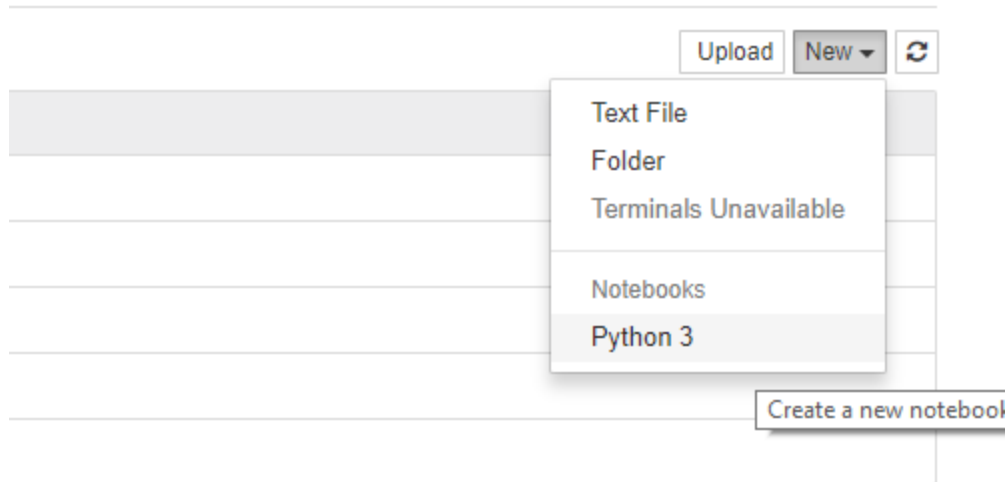 Upload New
Text File
Folder
Terminals Unavailable
Notebooks
Python 3
Create a new notebook